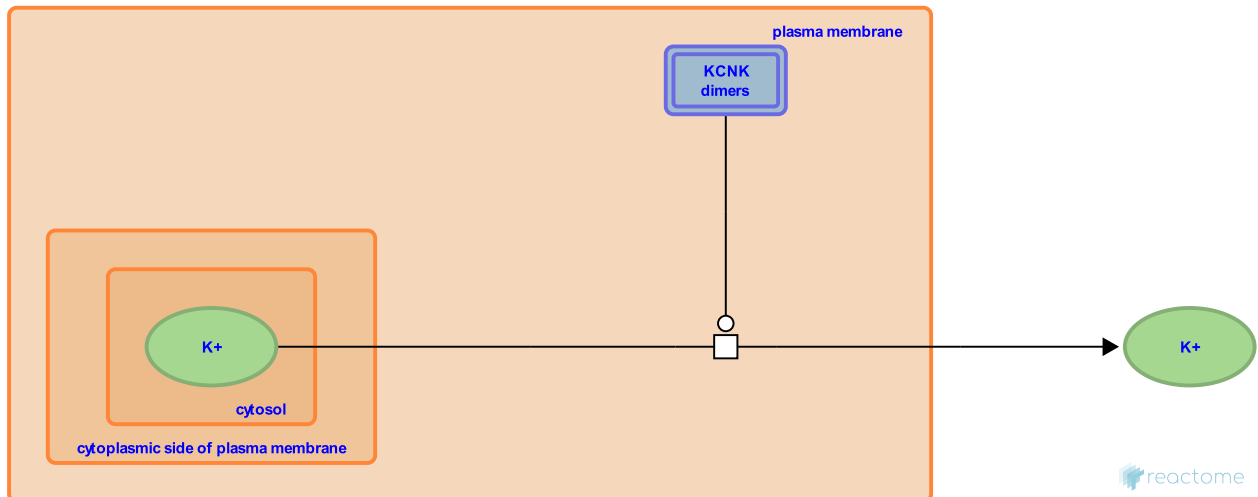 plasma membrane
KCNK
dimers
K+
K+
cytosol
cytoplasmic side of plasma membrane
reactome